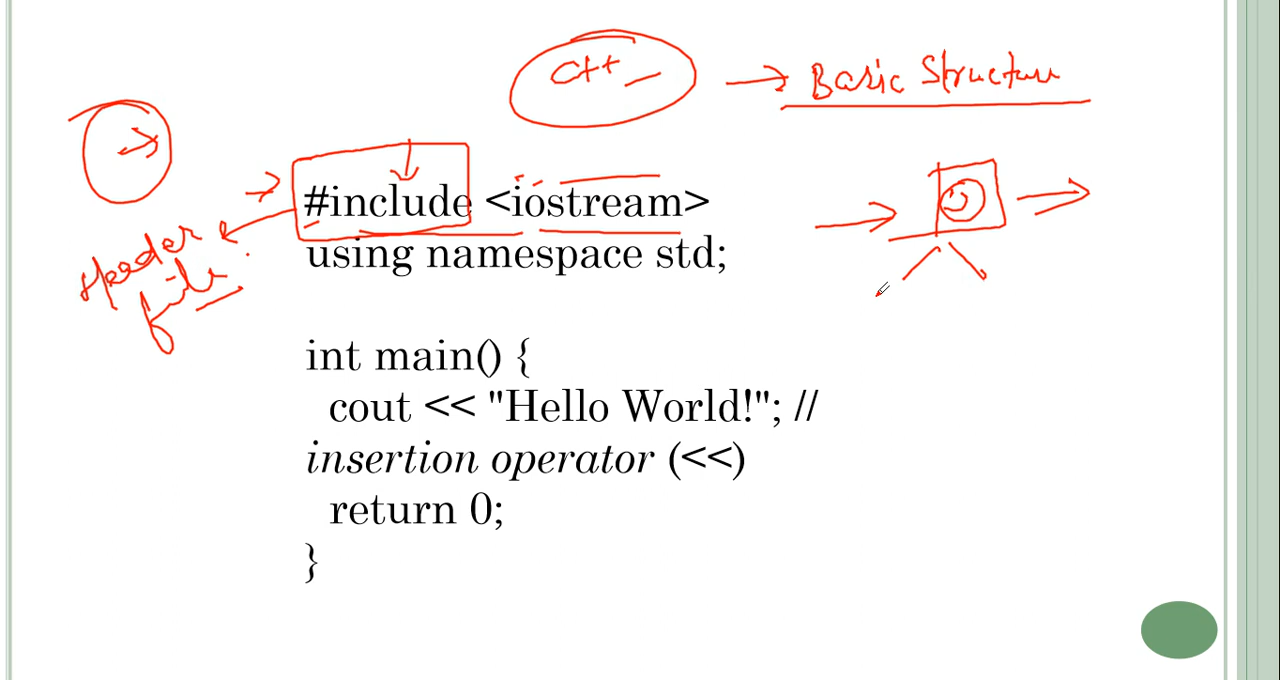 C++
Basic Structure
#include <iostream>
using namespace std;
Header
file
int main() {
cout << "Hello World!"; //
insertion operator (<<)
return 0;
}